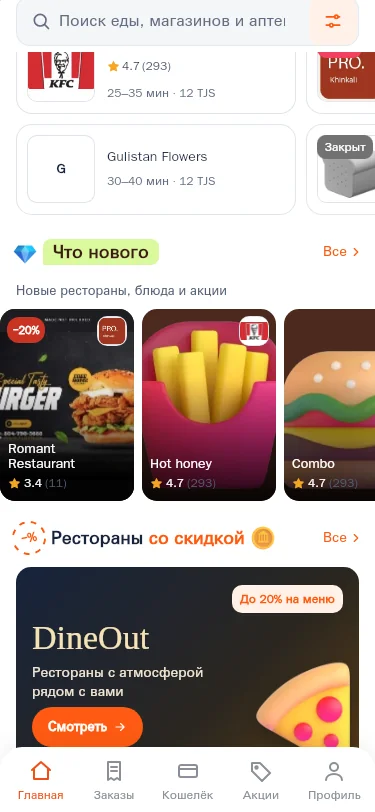 Поиск еды, магазинов и аптек
KFC
4.7 (293)
25–35 мин · 12 TJS
PRO.
Khinkali
G
Gulistan Flowers
30–40 мин · 12 TJS
Закрыт
Что нового
Все
Новые рестораны, блюда и акции
–20%
PRO.
Special Tasty
BURGER
Romant
Restaurant
3.4 (11)
KFC
Hot honey
4.7 (293)
Combo
4.7 (293)
–%
Рестораны со скидкой
Все
До 20% на меню
DineOut
Рестораны с атмосферой
рядом с вами
Смотреть →
Главная
Заказы
Кошелёк
Акции
Профиль